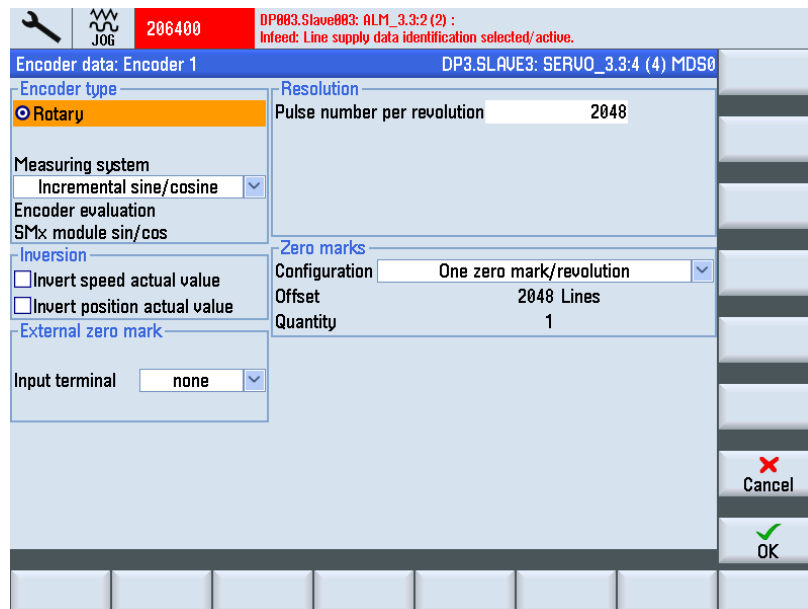 JOG
206400
DP003.Slave003: ALM_3.3:2 (2) :
Infeed: Line supply data identification selected/active.
Encoder data: Encoder 1
DP3.SLAVE3: SERVO_3.3:4 (4) MDS0
Encoder type
Rotary
Measuring system
Incremental sine/cosine
Encoder evaluation
SMx module sin/cos
Resolution
Pulse number per revolution 2048
Inversion
Invert speed actual value
Invert position actual value
Zero marks
Configuration One zero mark/revolution
Offset 2048 Lines
Quantity 1
External zero mark
Input terminal none
Cancel
OK